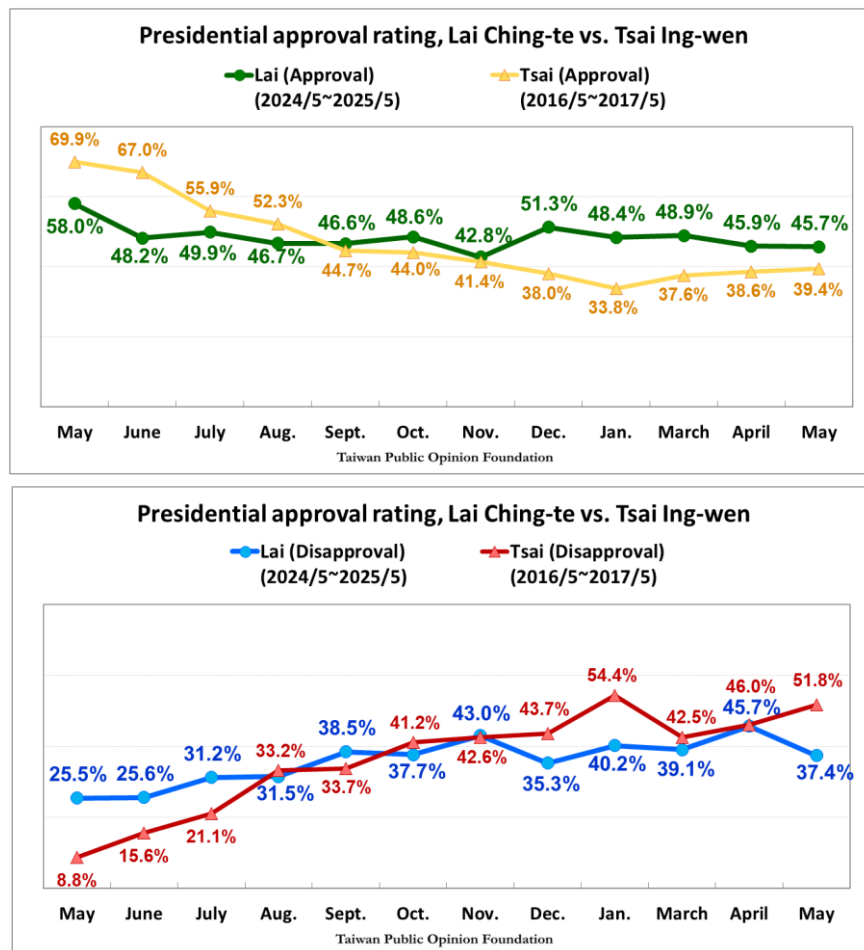 Presidential approval rating, Lai Ching-te vs. Tsai Ing-wen
Lai (Approval) Tsai (Approval)
(2024/5~2025/5) (2016/5~2017/5)
69.9% 67.0% 55.9% 52.3% 46.6% 48.6% 42.8% 51.3% 48.4% 48.9% 45.9% 45.7%
58.0% 48.2% 49.9% 46.7% 44.7% 44.0% 41.4% 38.0% 33.8% 37.6% 38.6% 39.4%
May June July Aug. Sept. Oct. Nov. Dec. Jan. March April May
Taiwan Public Opinion Foundation
Presidential approval rating, Lai Ching-te vs. Tsai Ing-wen
Lai (Disapproval) Tsai (Disapproval)
(2024/5~2025/5) (2016/5~2017/5)
25.5% 25.6% 31.2% 33.2% 38.5% 41.2% 43.0% 43.7% 54.4% 42.5% 46.0% 51.8%
45.7%
8.8% 15.6% 21.1% 31.5% 33.7% 37.7% 42.6% 35.3% 40.2% 39.1% 37.4%
May June July Aug. Sept. Oct. Nov. Dec. Jan. March April May
Taiwan Public Opinion Foundation